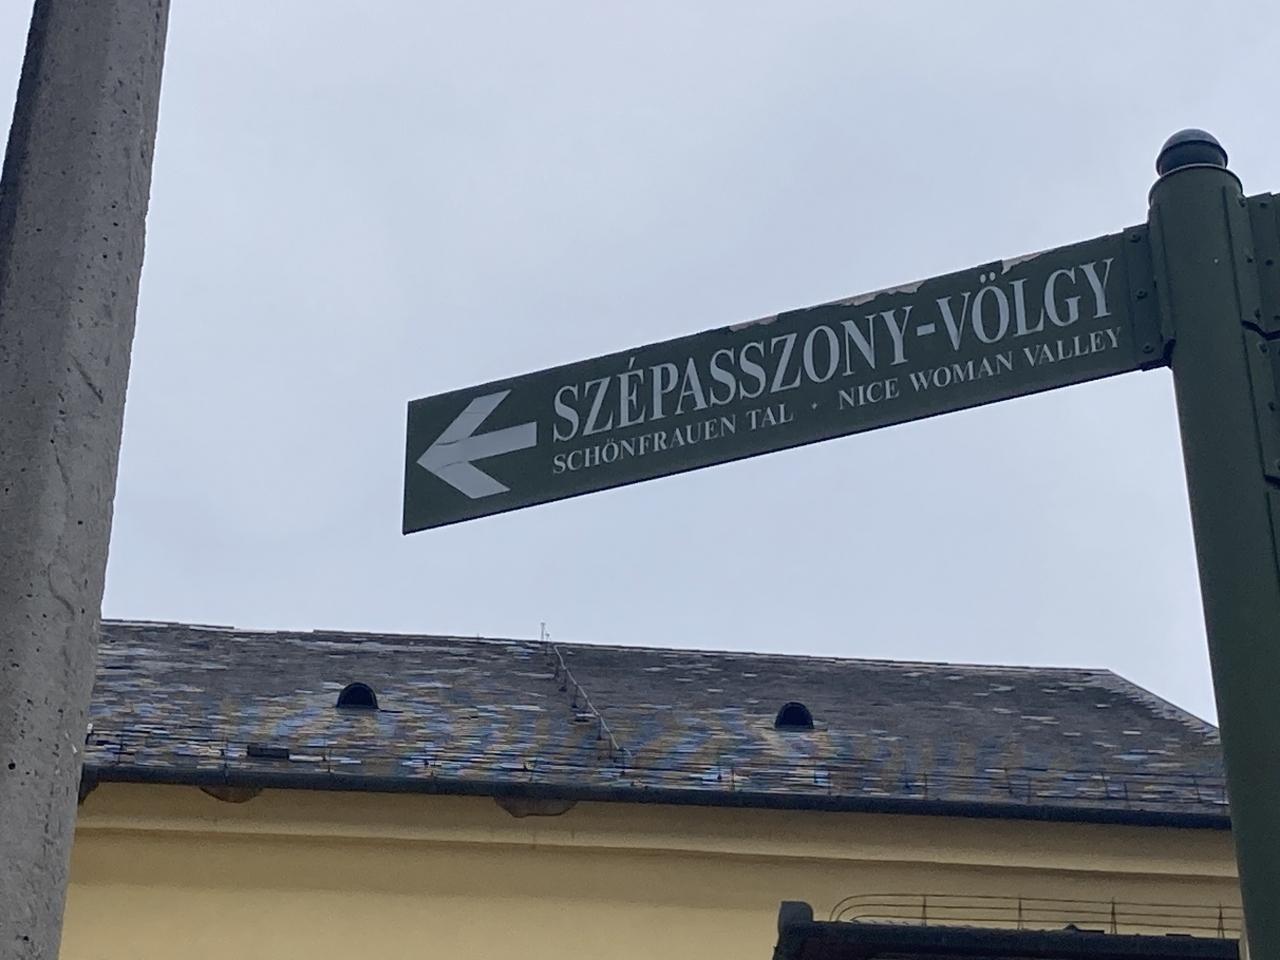 SZÉPASSZONY-VÖLGY
SCHÖNFRAUEN TAL • NICE WOMAN VALLEY